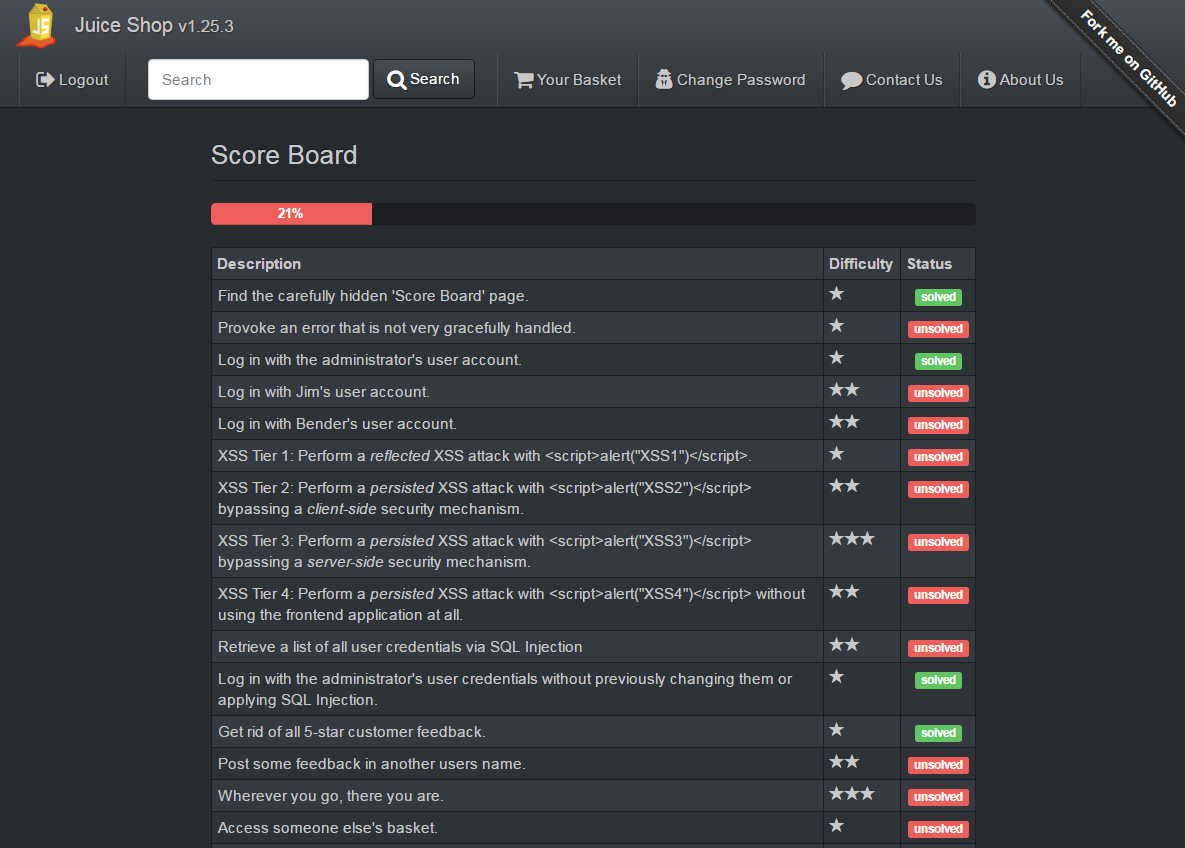 JS
Juice Shop v1.25.3
Fork me on GitHub
Logout
Search
Search
Your Basket
Change Password
Contact Us
About Us
Score Board
21%
Description Difficulty Status
Find the carefully hidden 'Score Board' page. ★ solved
Provoke an error that is not very gracefully handled. ★ unsolved
Log in with the administrator's user account. ★ solved
Log in with Jim's user account. ★★ unsolved
Log in with Bender's user account. ★★ unsolved
XSS Tier 1: Perform a reflected XSS attack with <script>alert("XSS1")</script>. ★ unsolved
XSS Tier 2: Perform a persisted XSS attack with <script>alert("XSS2")</script> ★★ unsolved
bypassing a client-side security mechanism.
XSS Tier 3: Perform a persisted XSS attack with <script>alert("XSS3")</script> ★★★ unsolved
bypassing a server-side security mechanism.
XSS Tier 4: Perform a persisted XSS attack with <script>alert("XSS4")</script> without ★★ unsolved
using the frontend application at all.
Retrieve a list of all user credentials via SQL Injection ★★ unsolved
Log in with the administrator's user credentials without previously changing them or ★ solved
applying SQL Injection.
Get rid of all 5-star customer feedback. ★ solved
Post some feedback in another users name. ★★ unsolved
Wherever you go, there you are. ★★★ unsolved
Access someone else's basket. ★ unsolved